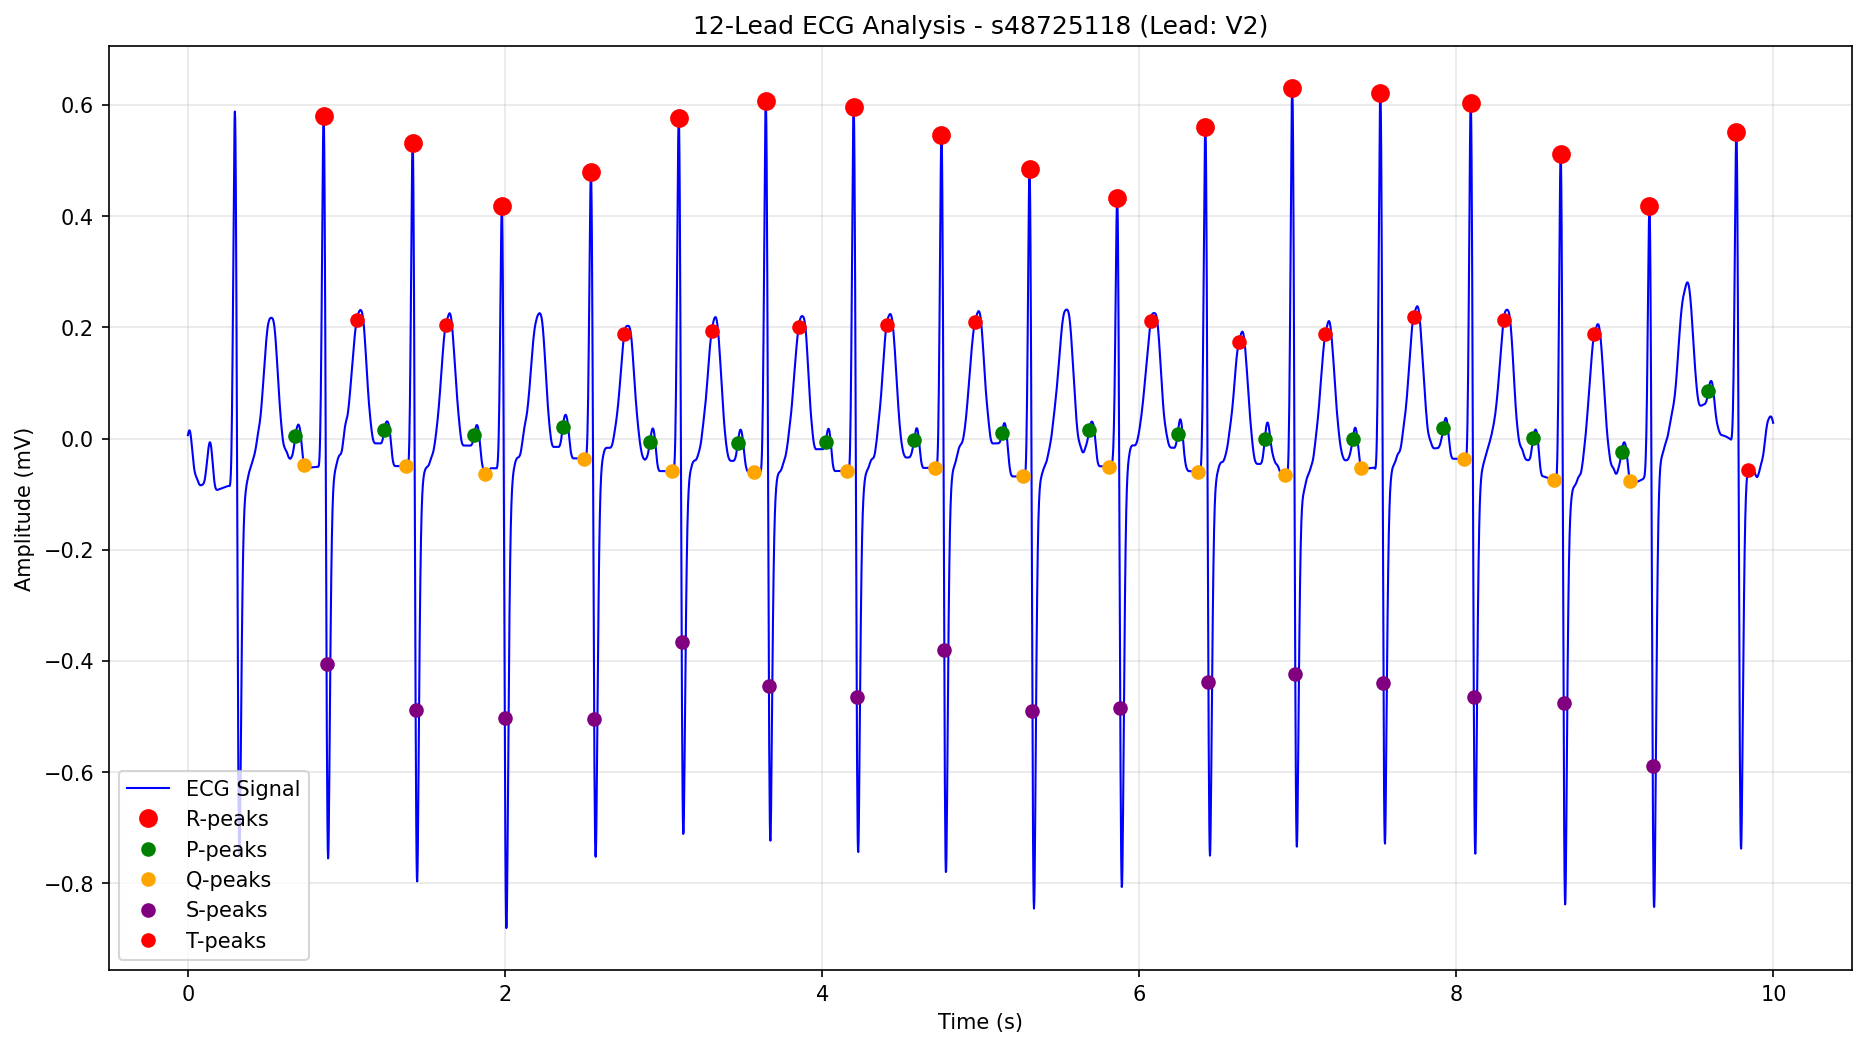 12-Lead ECG Analysis - s48725118 (Lead: V2)
Amplitude (mV)
0.6
0.4
0.2
0.0
−0.2
−0.4
−0.6
−0.8
ECG Signal
R-peaks
P-peaks
Q-peaks
S-peaks
T-peaks
0 2 4 6 8 10
Time (s)